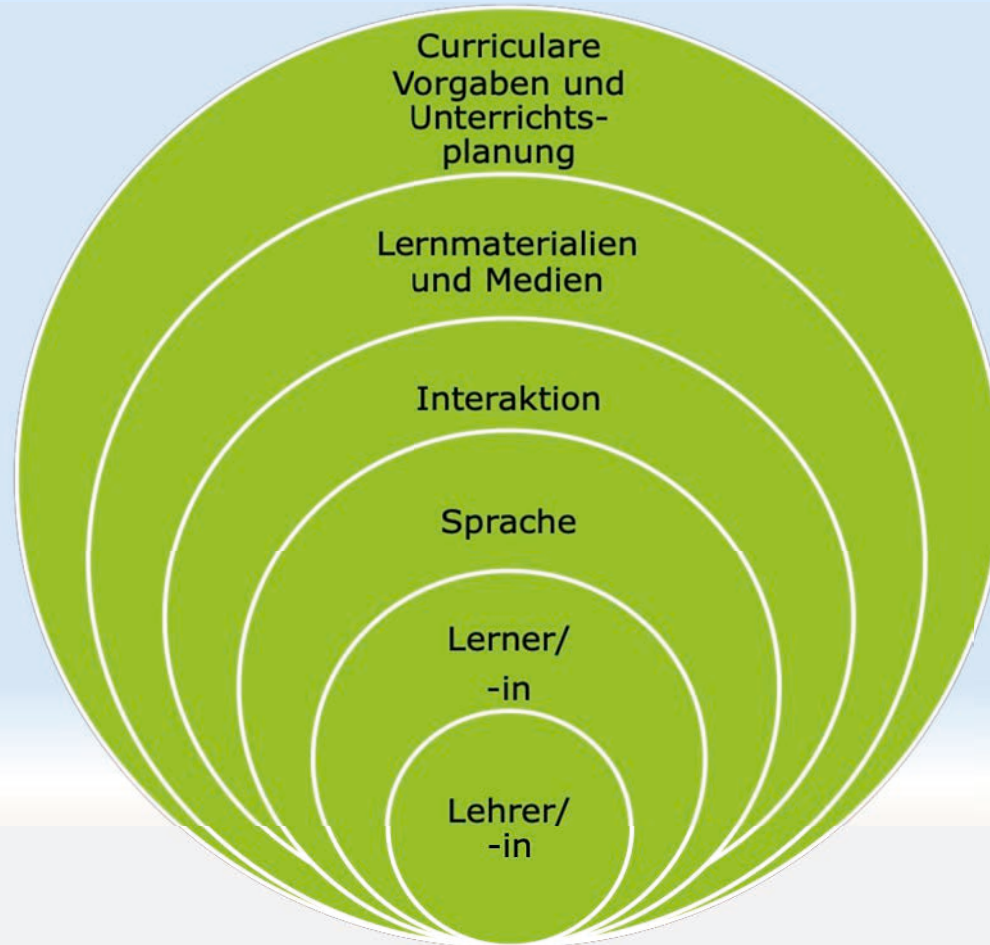 Curriculare
Vorgaben und
Unterrichts-
planung
Lernmaterialien
und Medien
Interaktion
Sprache
Lerner/
-in
Lehrer/
-in